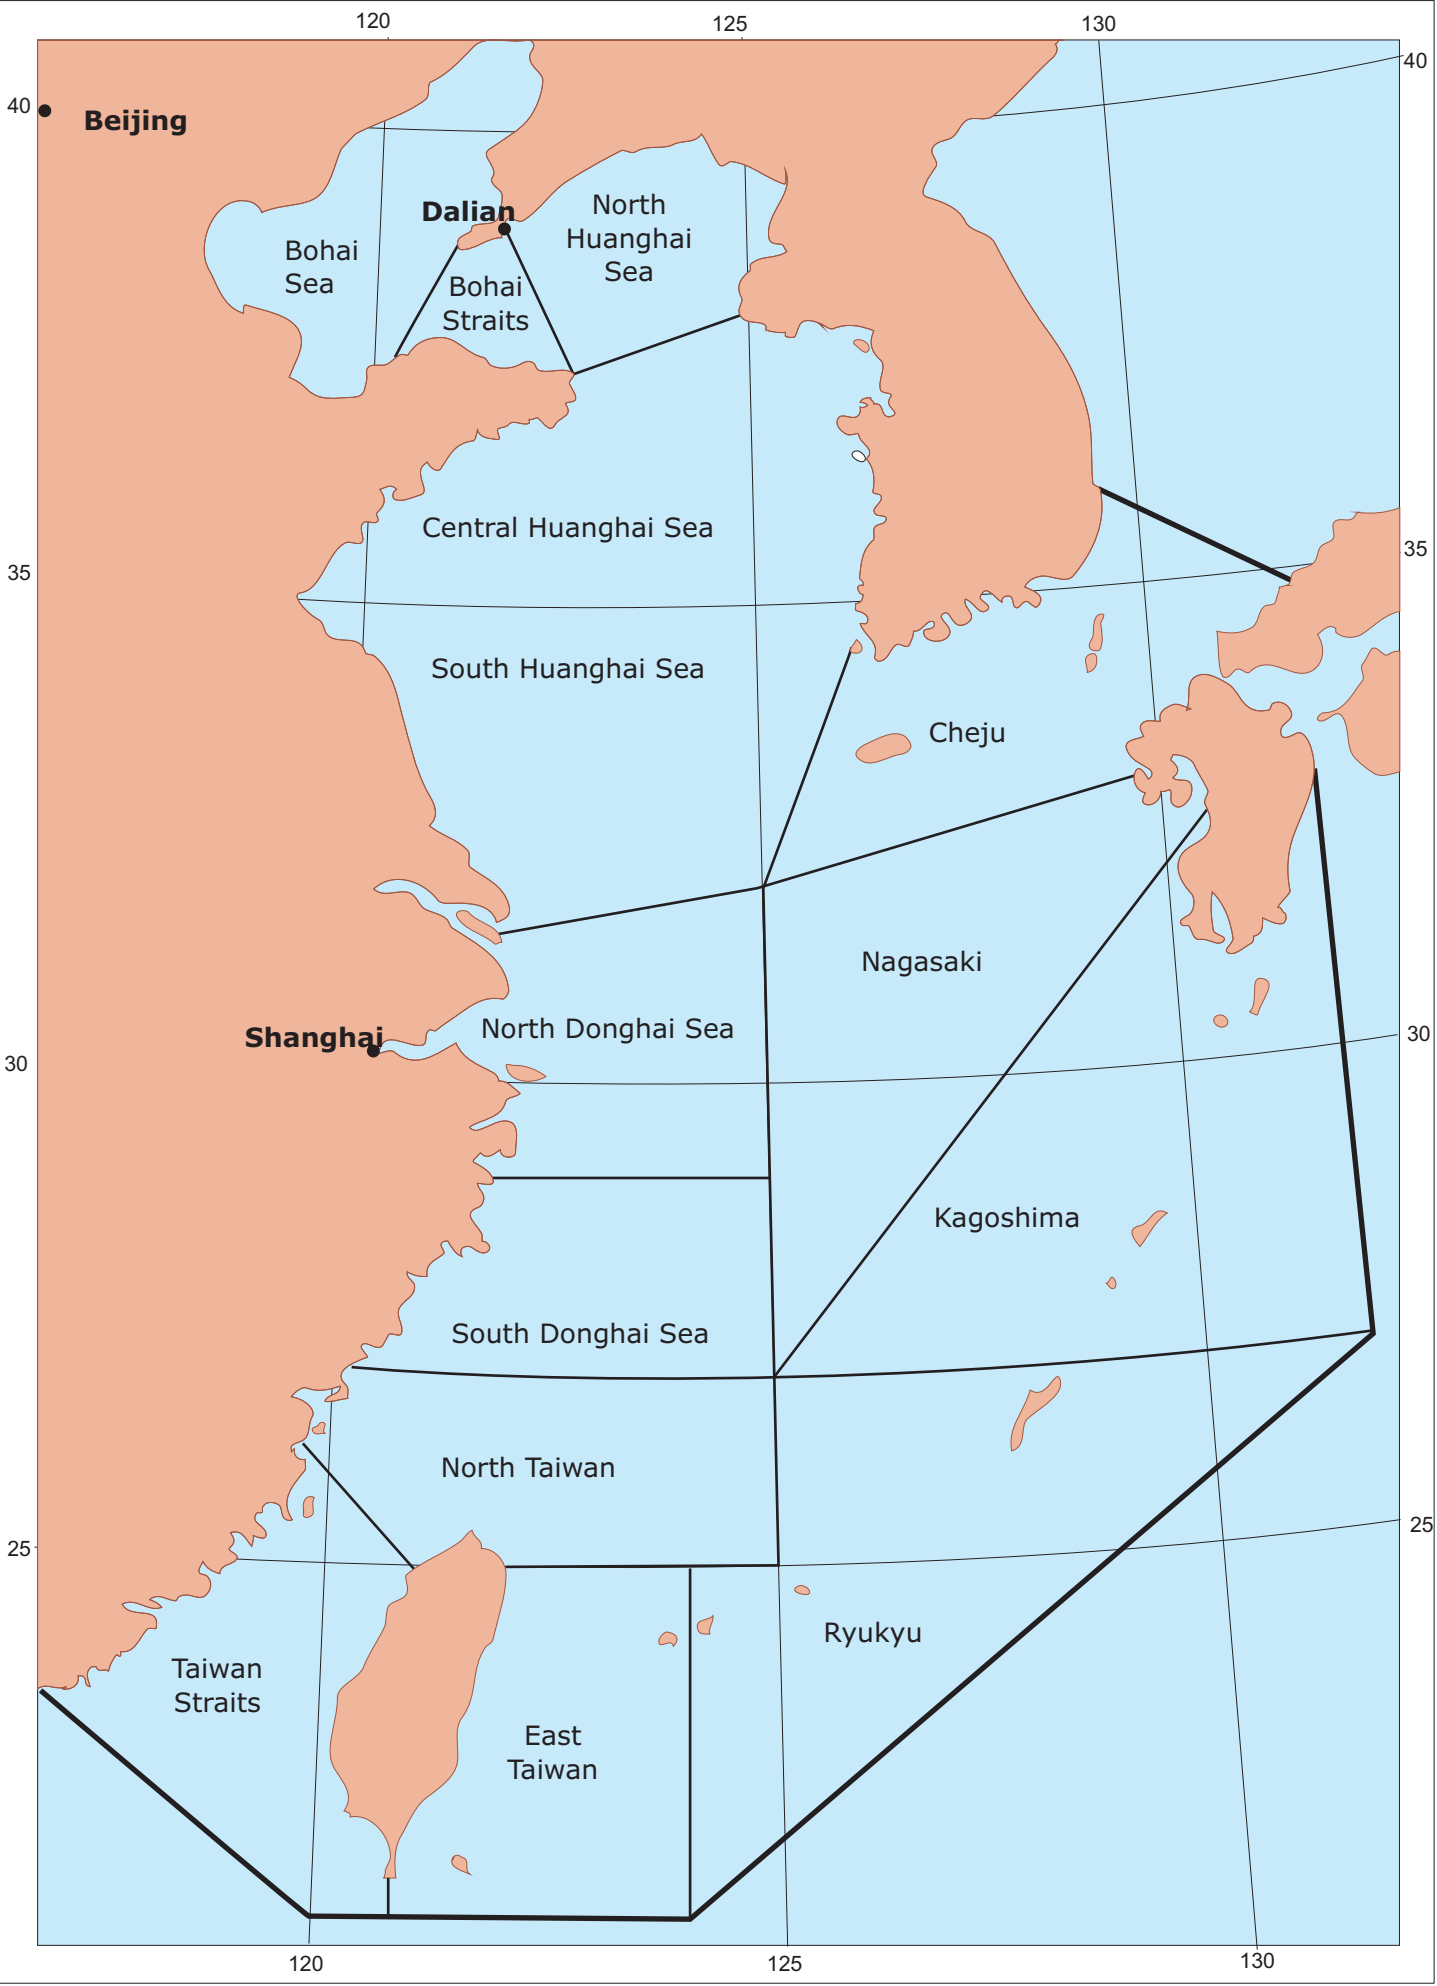 120
125
130
40
40
Beijing
Dalian
North
Huanghai
Sea
Bohai
Sea
Bohai
Straits
Central Huanghai Sea
35
35
South Huanghai Sea
Cheju
Nagasaki
North Donghai Sea
Shanghai
30
30
Kagoshima
South Donghai Sea
North Taiwan
25
25
Ryukyu
Taiwan
Straits
East
Taiwan
120
125
130